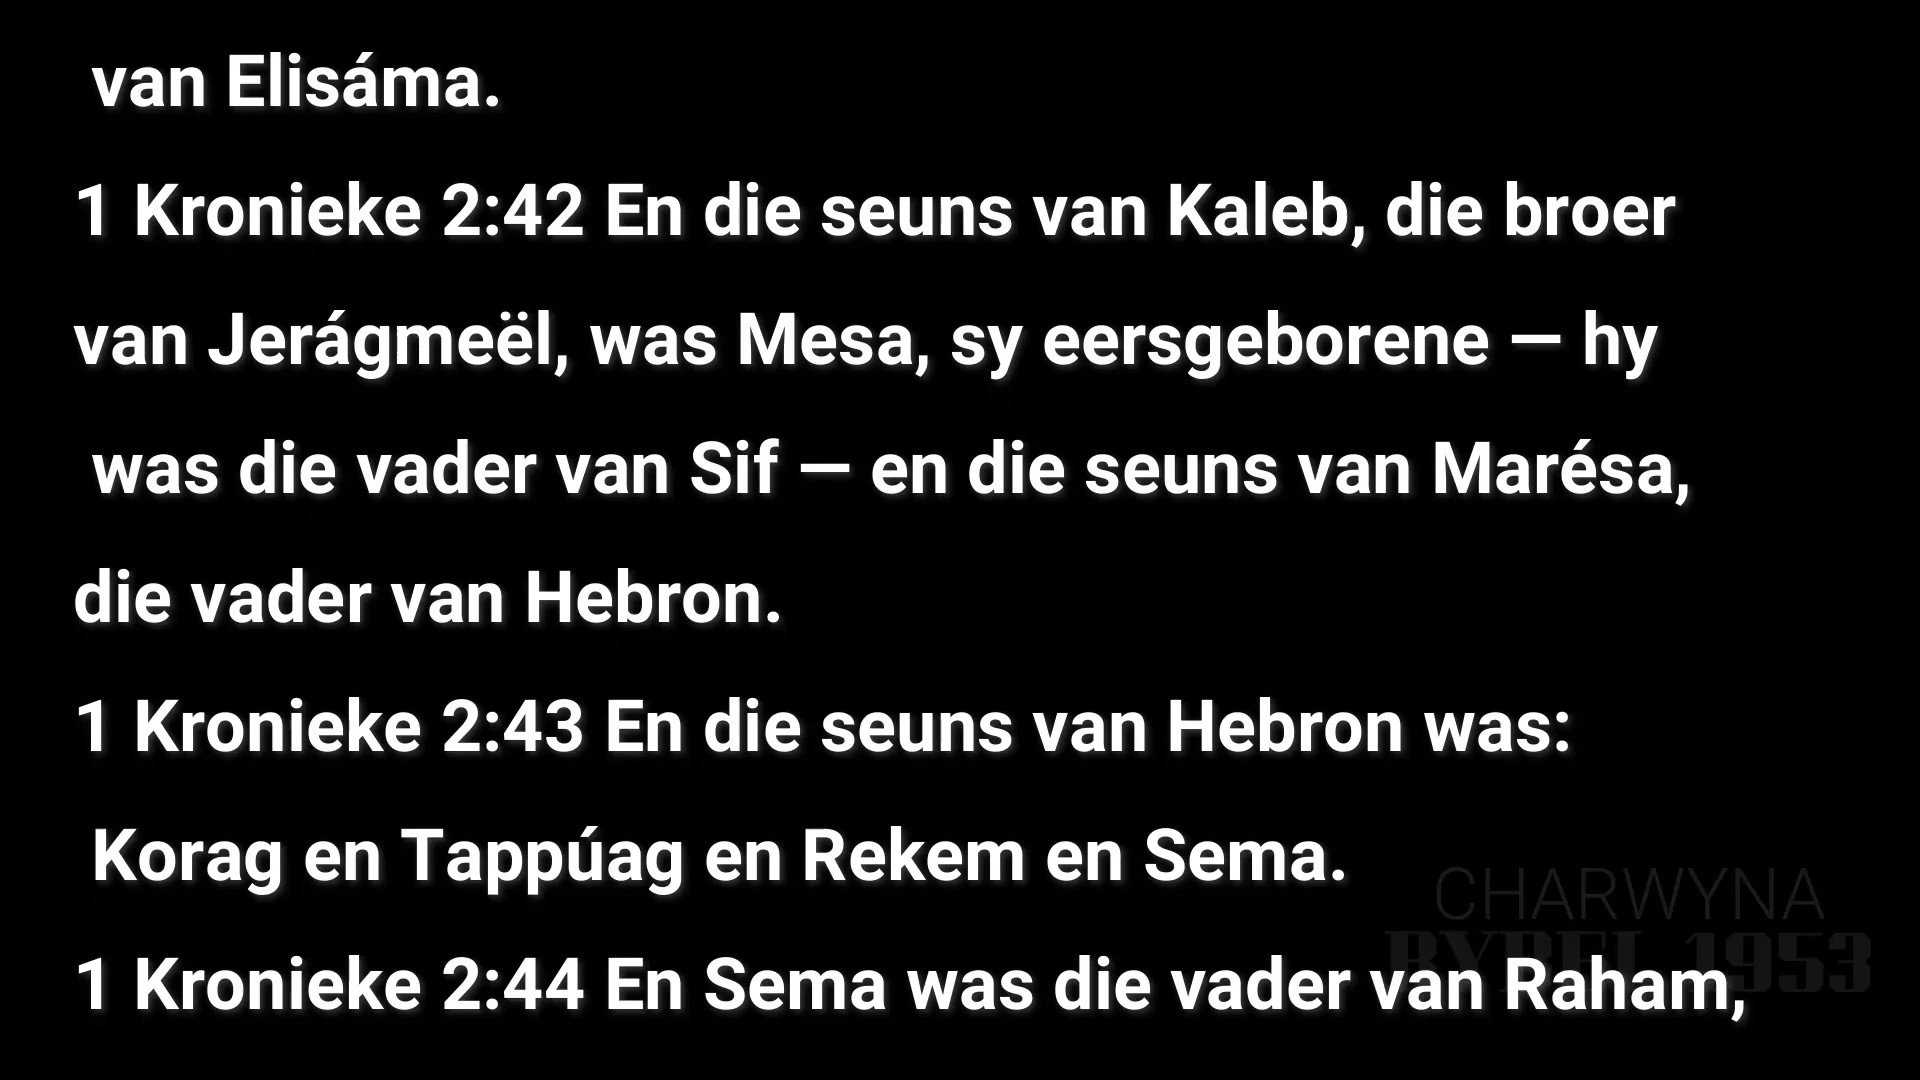 van Elisáma.
1 Kronieke 2:42 En die seuns van Kaleb, die broer
van Jerágmeël, was Mesa, sy eersgeborene — hy
was die vader van Sif — en die seuns van Marésa,
die vader van Hebron.
1 Kronieke 2:43 En die seuns van Hebron was:
Korag en Tappúag en Rekem en Sema.
CHARWYNA
BYBEL 1953
1 Kronieke 2:44 En Sema was die vader van Raham,